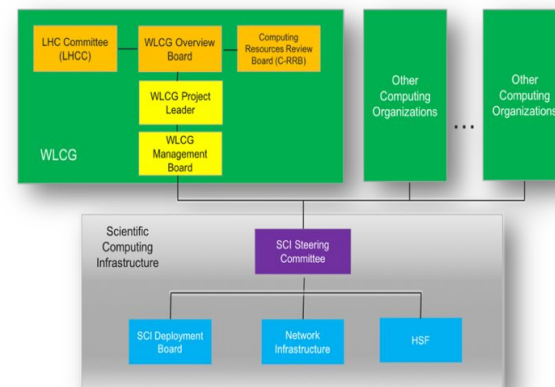 LHC Committee
(LHCC)
WLCG Overview
Board
Computing
Resources Review
Board (C-RRB)
WLCG Project
Leader
WLCG
Management
Board
WLCG
Other
Computing
Organizations
...
Other
Computing
Organizations
Scientific
Computing
Infrastructure
SCI Steering
Committee
SCI Deployment
Board
Network
Infrastructure
HSF